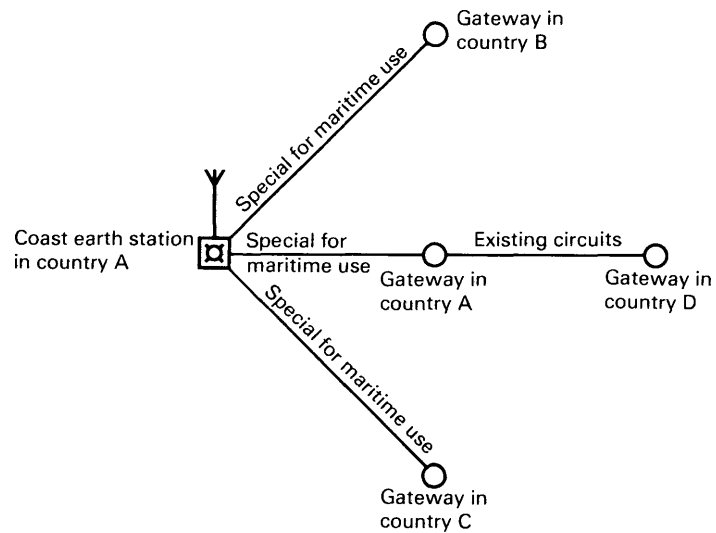 Gateway in
country B
Special for maritime use
Coast earth station
in country A
Special for
maritime use
Existing circuits
Gateway in
country A
Gateway in
country D
Special for maritime use
Gateway in
country C